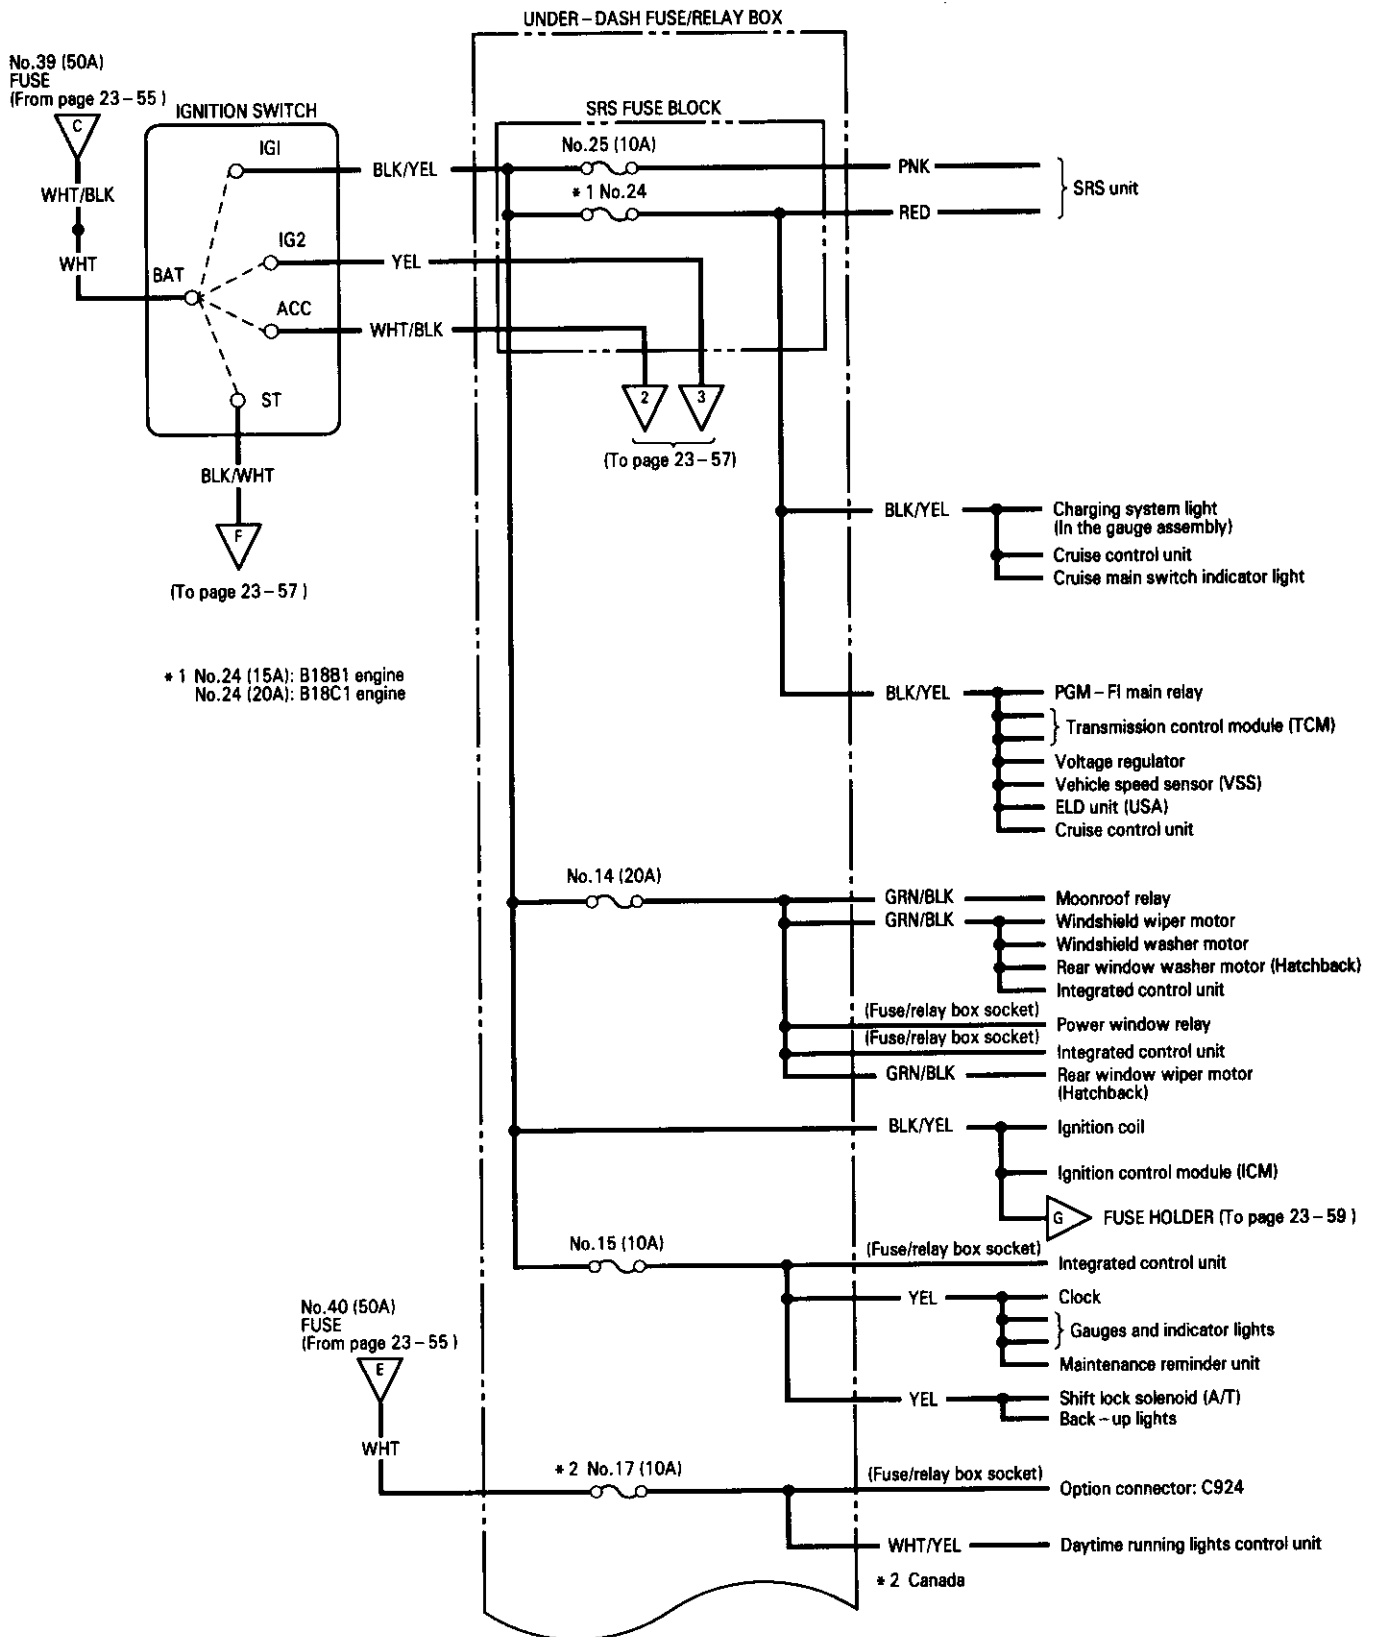 UNDER – DASH FUSE/RELAY BOX
No.39 (50A)
FUSE
(From page 23 – 55 )
C
WHT/BLK
WHT
IGNITION SWITCH
IG1
BAT
IG2
ACC
ST
BLK/WHT
F
(To page 23 – 57 )
BLK/YEL
YEL
WHT/BLK
SRS FUSE BLOCK
No.25 (10A)
* 1 No.24
PNK
RED
SRS unit
2
3
(To page 23 – 57)
* 1 No.24 (15A): B18B1 engine
No.24 (20A): B18C1 engine
BLK/YEL
Charging system light
(In the gauge assembly)
Cruise control unit
Cruise main switch indicator light
BLK/YEL
PGM – FI main relay
Transmission control module (TCM)
Voltage regulator
Vehicle speed sensor (VSS)
ELD unit (USA)
Cruise control unit
No.14 (20A)
GRN/BLK
Moonroof relay
GRN/BLK
Windshield wiper motor
Windshield washer motor
Rear window washer motor (Hatchback)
Integrated control unit
(Fuse/relay box socket)
Power window relay
(Fuse/relay box socket)
Integrated control unit
GRN/BLK
Rear window wiper motor
(Hatchback)
BLK/YEL
Ignition coil
Ignition control module (ICM)
G
FUSE HOLDER (To page 23 – 59 )
No.15 (10A)
(Fuse/relay box socket)
Integrated control unit
YEL
Clock
Gauges and indicator lights
Maintenance reminder unit
YEL
Shift lock solenoid (A/T)
Back – up lights
No.40 (50A)
FUSE
(From page 23 – 55 )
E
WHT
* 2 No.17 (10A)
(Fuse/relay box socket)
Option connector: C924
WHT/YEL
Daytime running lights control unit
* 2 Canada